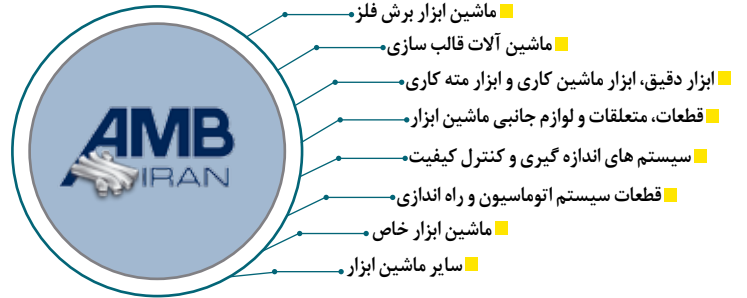 ماشین ابزار برش فلز
ماشین آلات قالب سازی
ابزار دقیق، ابزار ماشین کاری و ابزار مته کاری
قطعات، متعلقات و لوازم جانبی ماشین ابزار
سیستم های اندازه گیری و کنترل کیفیت
قطعات سیستم اتوماسیون و راه اندازی
ماشین ابزار خاص
سایر ماشین ابزار
AMB
IRAN